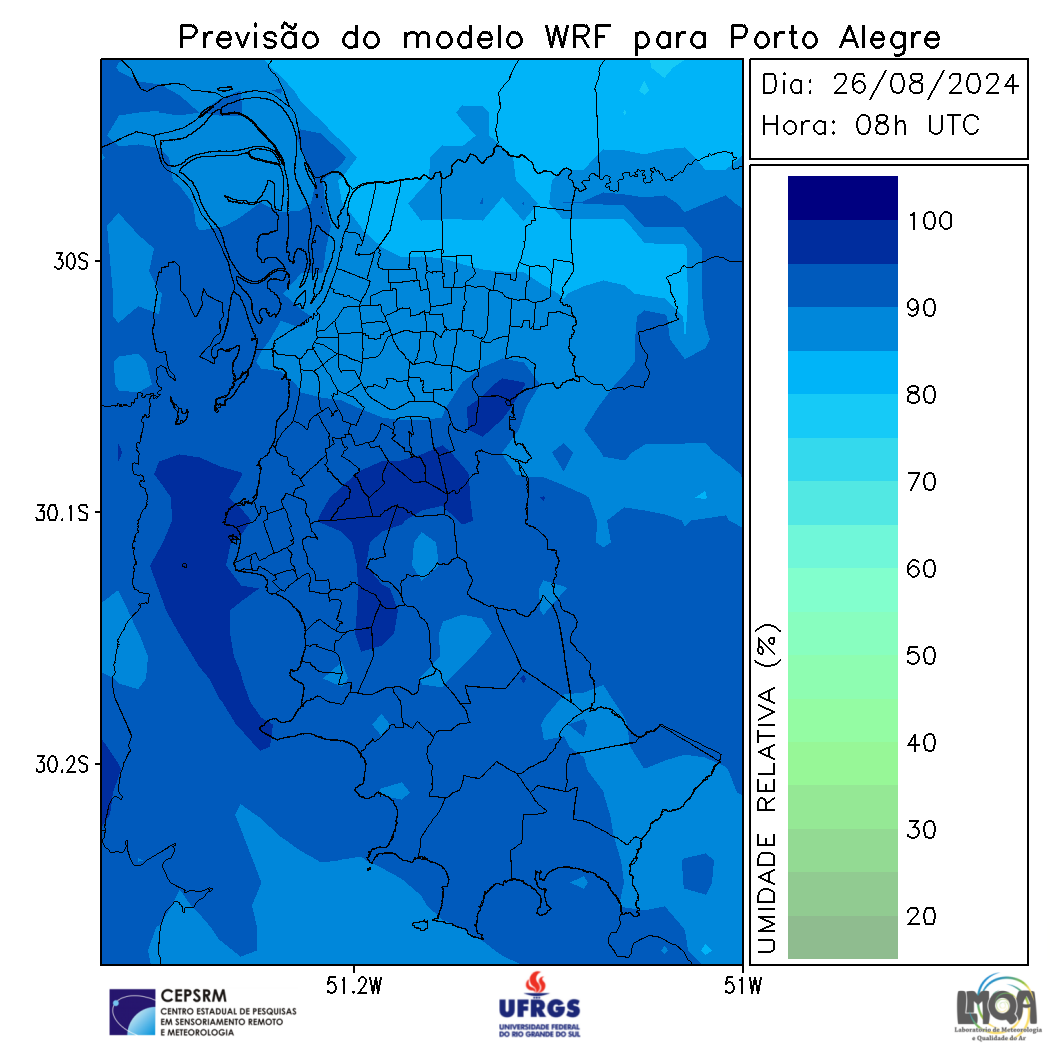 Previsão do modelo WRF para Porto Alegre
Dia: 26/08/2024
Hora: 08h UTC
30S
30.1S
30.2S
51.2W
51W
UMIDADE RELATIVA (%)
100
90
80
70
60
50
40
30
20
CEPSRM
CENTRO ESTADUAL DE PESQUISAS
EM SENSORIAMENTO REMOTO
E METEOROLOGIA
UFRGS
UNIVERSIDADE FEDERAL
DO RIO GRANDE DO SUL
LMQA
Laboratório de Meteorologia
e Qualidade do Ar